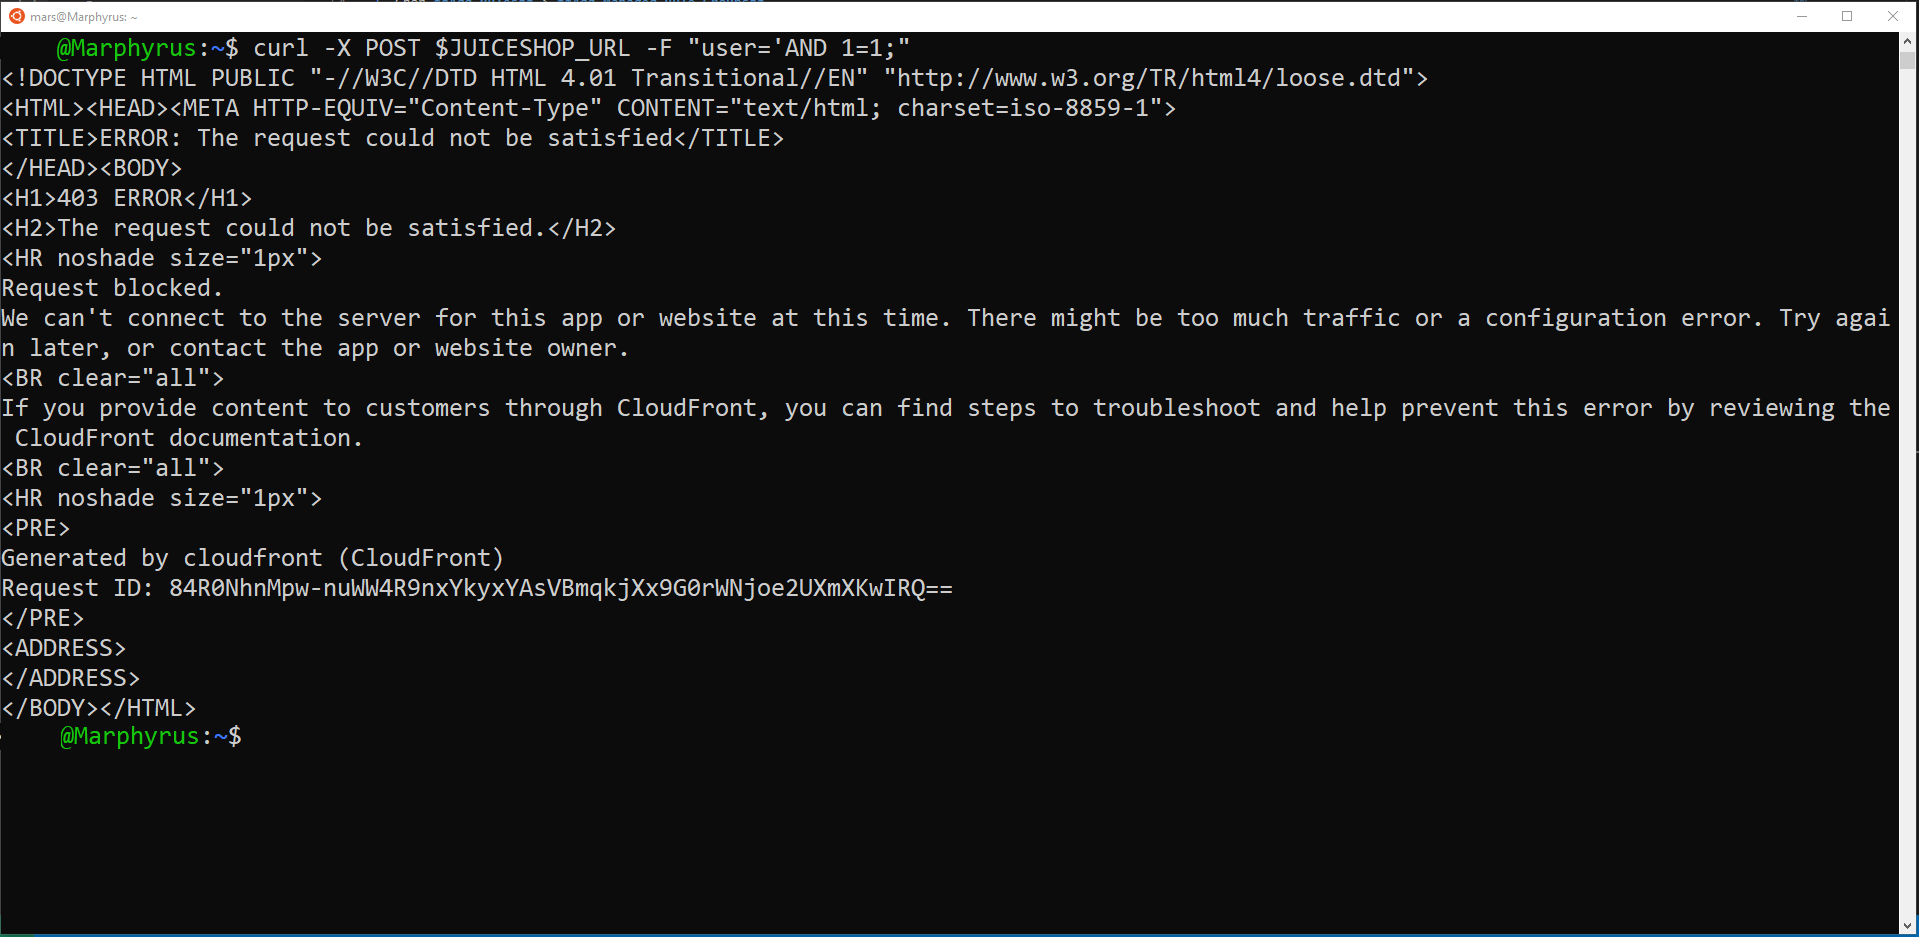 mars@Marphyrus: ~
@Marphyrus:~$ curl -X POST $JUICESHOP_URL -F "user='AND 1=1;"
<!DOCTYPE HTML PUBLIC "-//W3C//DTD HTML 4.01 Transitional//EN" "http://www.w3.org/TR/html4/loose.dtd">
<HTML><HEAD><META HTTP-EQUIV="Content-Type" CONTENT="text/html; charset=iso-8859-1">
<TITLE>ERROR: The request could not be satisfied</TITLE>
</HEAD><BODY>
<H1>403 ERROR</H1>
<H2>The request could not be satisfied.</H2>
<HR noshade size="1px">
Request blocked.
We can't connect to the server for this app or website at this time. There might be too much traffic or a configuration error. Try agai
n later, or contact the app or website owner.
<BR clear="all">
If you provide content to customers through CloudFront, you can find steps to troubleshoot and help prevent this error by reviewing the
 CloudFront documentation.
<BR clear="all">
<HR noshade size="1px">
<PRE>
Generated by cloudfront (CloudFront)
Request ID: 84R0NhnMpw-nuWW4R9nxYkyxYAsVBmqkjXx9G0rWNjoe2UXmXKwIRQ==
</PRE>
<ADDRESS>
</ADDRESS>
</BODY></HTML>
@Marphyrus:~$